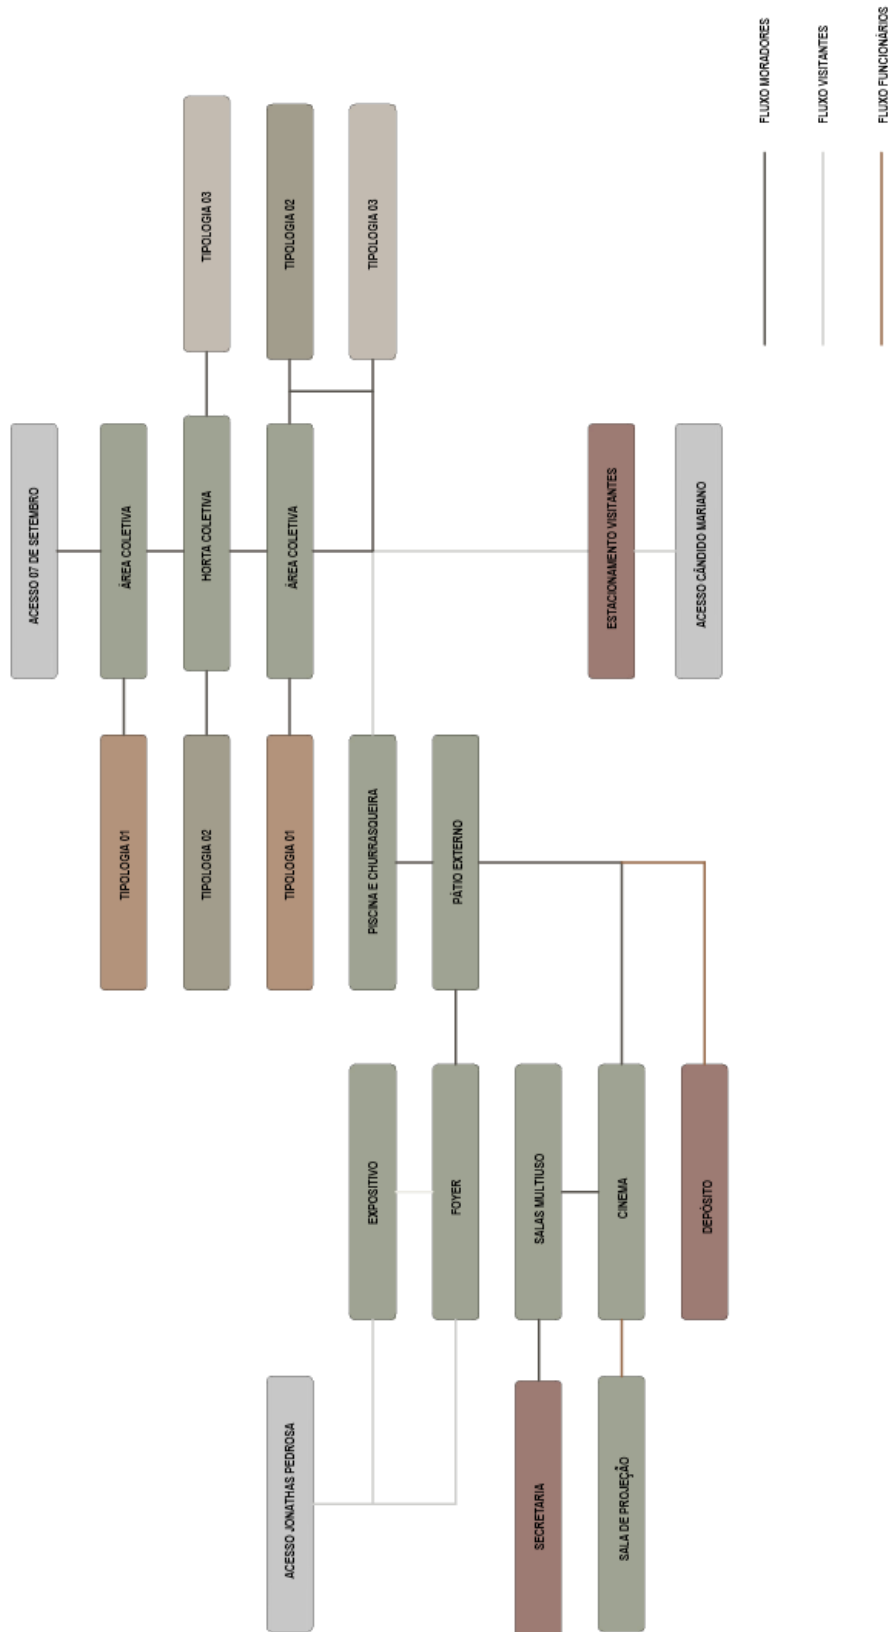 ACESSO 07 DE SETEMBRO
TIPOLOGIA 01
ÁREA COLETIVA
TIPOLOGIA 02
HORTA COLETIVA
TIPOLOGIA 03
ACESSO JONATHAS PEDROSA
TIPOLOGIA 01
ÁREA COLETIVA
TIPOLOGIA 02
EXPOSITIVO
PISCINA E CHURRASQUEIRA
TIPOLOGIA 03
FOYER
PÁTIO EXTERNO
SECRETARIA
SALAS MULTIUSO
SALA DE PROJEÇÃO
CINEMA
ESTACIONAMENTO VISITANTES
DEPÓSITO
ACESSO CÂNDIDO MARIANO
FLUXO MORADORES
FLUXO VISITANTES
FLUXO FUNCIONÁRIOS